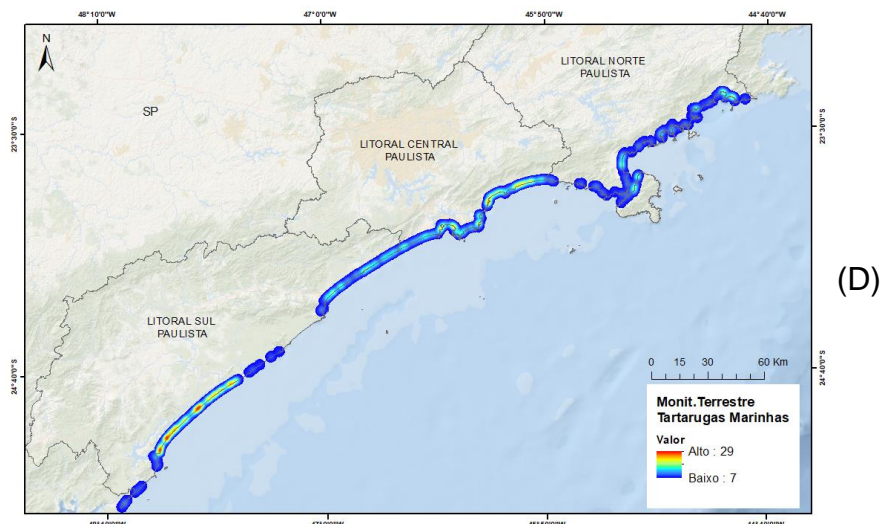 48°10'0"W
47°0'0"W
45°50'0"W
44°40'0"W
N
LITORAL NORTE
PAULISTA
SP
23°30'0"S
23°30'0"S
LITORAL CENTRAL
PAULISTA
(D)
LITORAL SUL
PAULISTA
24°40'0"S
24°40'0"S
0 15 30 60 Km
Monit.Terrestre
Tartarugas Marinhas
Valor
Alto : 29
Baixo : 7